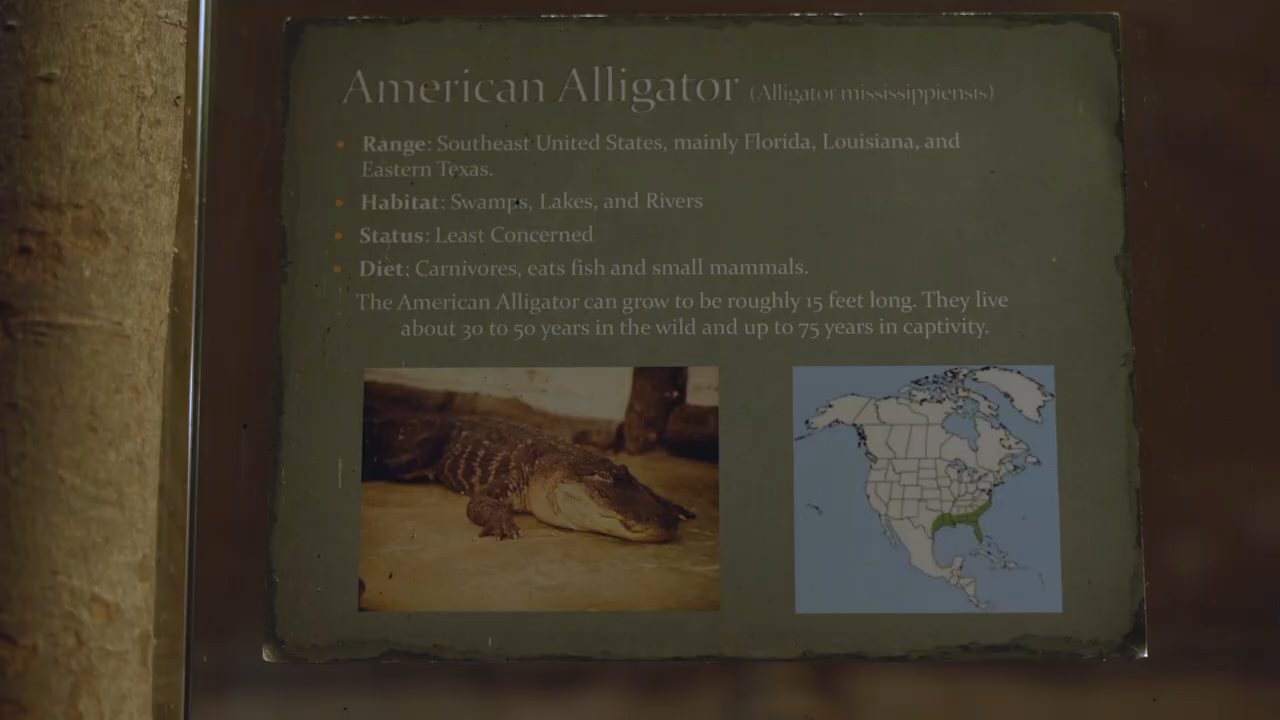 American Alligator (Alligator mississippiensis)
• Range: Southeast United States, mainly Florida, Louisiana, and
Eastern Texas.
• Habitat: Swamps, Lakes, and Rivers
• Status: Least Concerned
• Diet: Carnivores, eats fish and small mammals.
The American Alligator can grow to be roughly 15 feet long. They live
about 30 to 50 years in the wild and up to 75 years in captivity.